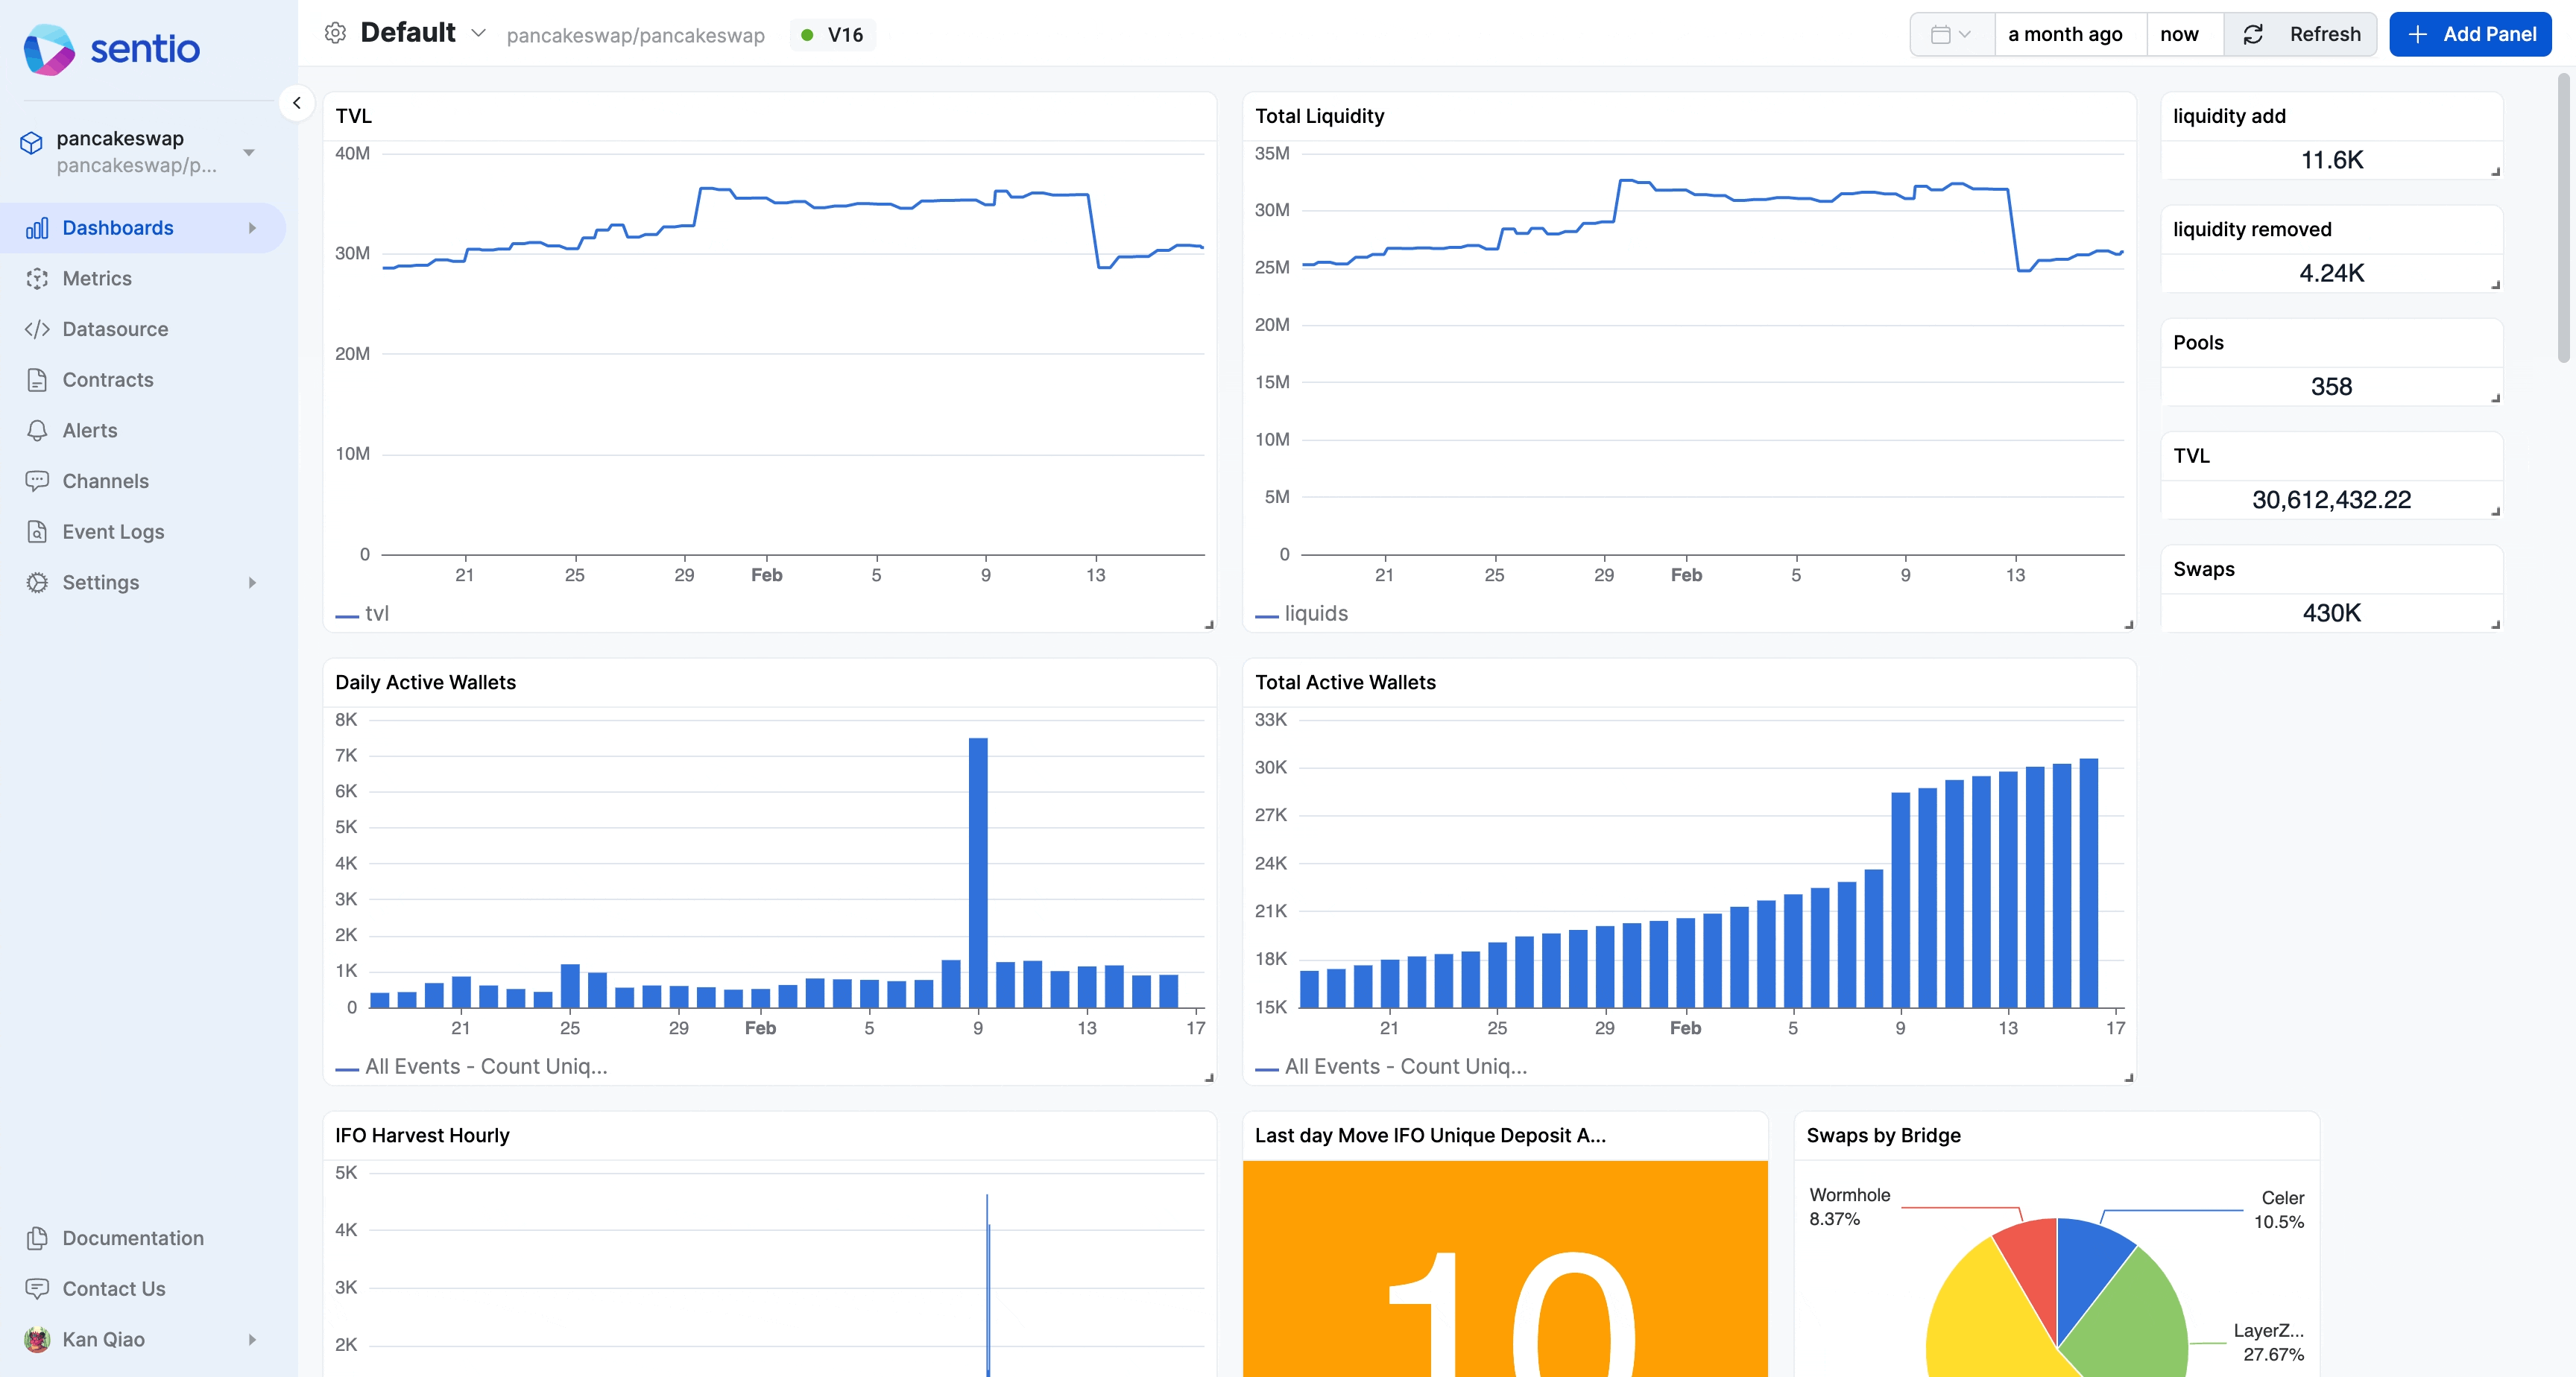 sentio
pancakeswap
pancakeswap/p...
Dashboards
Metrics
Datasource
Contracts
Alerts
Channels
Event Logs
Settings
Documentation
Contact Us
Kan Qiao
Default
pancakeswap/pancakeswap
V16
a month ago
now
Refresh
Add Panel
TVL
40M
30M
20M
10M
0
21 25 29 Feb 5 9 13
tvl
Total Liquidity
35M
30M
25M
20M
15M
10M
5M
0
21 25 29 Feb 5 9 13
liquids
liquidity add
11.6K
liquidity removed
4.24K
Pools
358
TVL
30,612,432.22
Swaps
430K
Daily Active Wallets
8K
7K
6K
5K
4K
3K
2K
1K
0
21 25 29 Feb 5 9 13 17
All Events - Count Uniq...
Total Active Wallets
33K
30K
27K
24K
21K
18K
15K
21 25 29 Feb 5 9 13 17
All Events - Count Uniq...
IFO Harvest Hourly
5K
4K
3K
2K
Last day Move IFO Unique Deposit A...
10
Swaps by Bridge
Wormhole
8.37%
Celer
10.5%
LayerZ...
27.67%